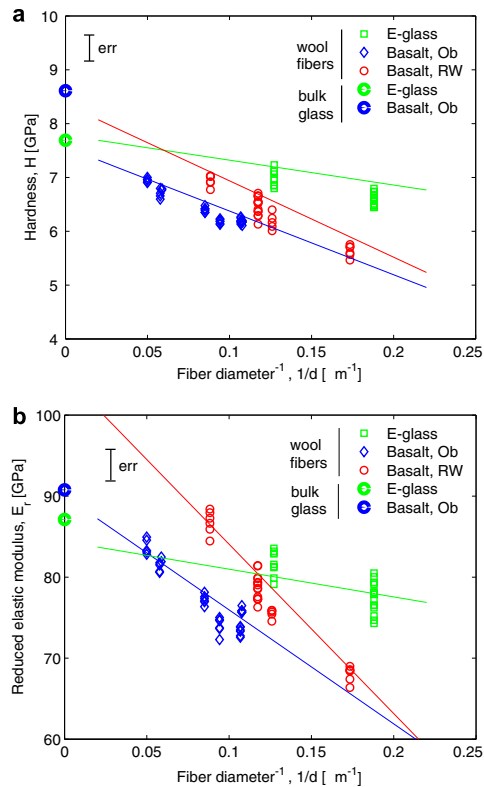 a
10
9
8
7
6
5
4
Hardness, H [GPa]
err
wool
fibers
E-glass
Basalt, Ob
Basalt, RW
bulk
glass
E-glass
Basalt, Ob
0 0.05 0.1 0.15 0.2 0.25
Fiber diameter⁻¹ , 1/d [ m⁻¹]
b
100
90
80
70
60
Reduced elastic modulus, Eᵣ [GPa]
err
wool
fibers
E-glass
Basalt, Ob
Basalt, RW
bulk
glass
E-glass
Basalt, Ob
0 0.05 0.1 0.15 0.2 0.25
Fiber diameter⁻¹ , 1/d [ m⁻¹]